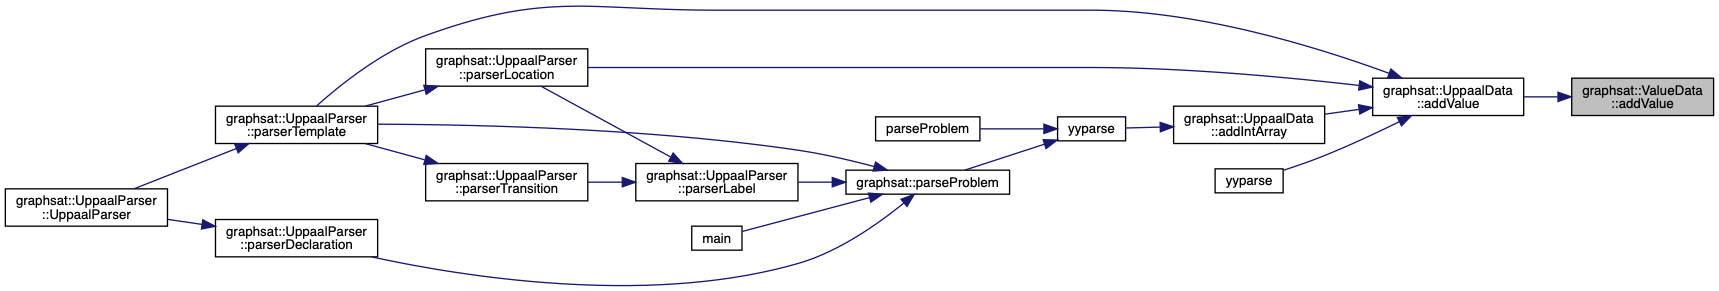 graphsat::UppaalParser
::UppaalParser
graphsat::UppaalParser
::parserTemplate
graphsat::UppaalParser
::parserDeclaration
graphsat::UppaalParser
::parserLocation
graphsat::UppaalParser
::parserTransition
graphsat::UppaalParser
::parserLabel
main
parseProblem
graphsat::parseProblem
yyparse
graphsat::UppaalData
::addIntArray
yyparse
graphsat::UppaalData
::addValue
graphsat::ValueData
::addValue